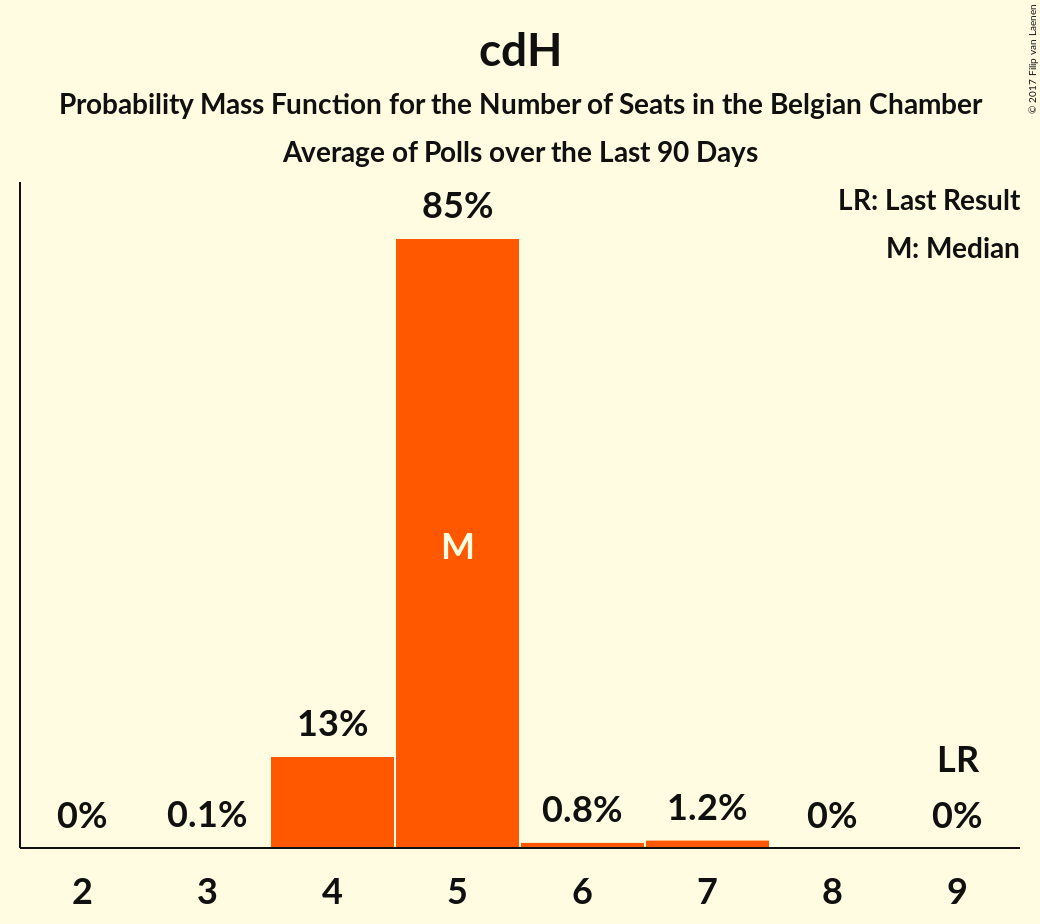 cdH
Probability Mass Function for the Number of Seats in the Belgian Chamber
Average of Polls over the Last 90 Days
© 2017 Filip van Laenen
LR: Last Result
M: Median
85%
M
13%
LR
0%
0.1%
0.8%
1.2%
0%
0%
2 3 4 5 6 7 8 9